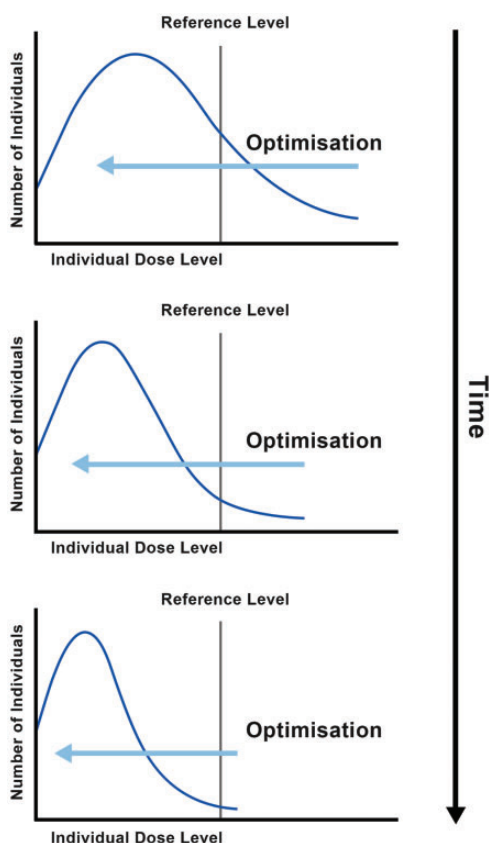 Reference Level
Number of Individuals
Optimisation
Individual Dose Level
Reference Level
Number of Individuals
Optimisation
Individual Dose Level
Reference Level
Number of Individuals
Optimisation
Individual Dose Level
Time